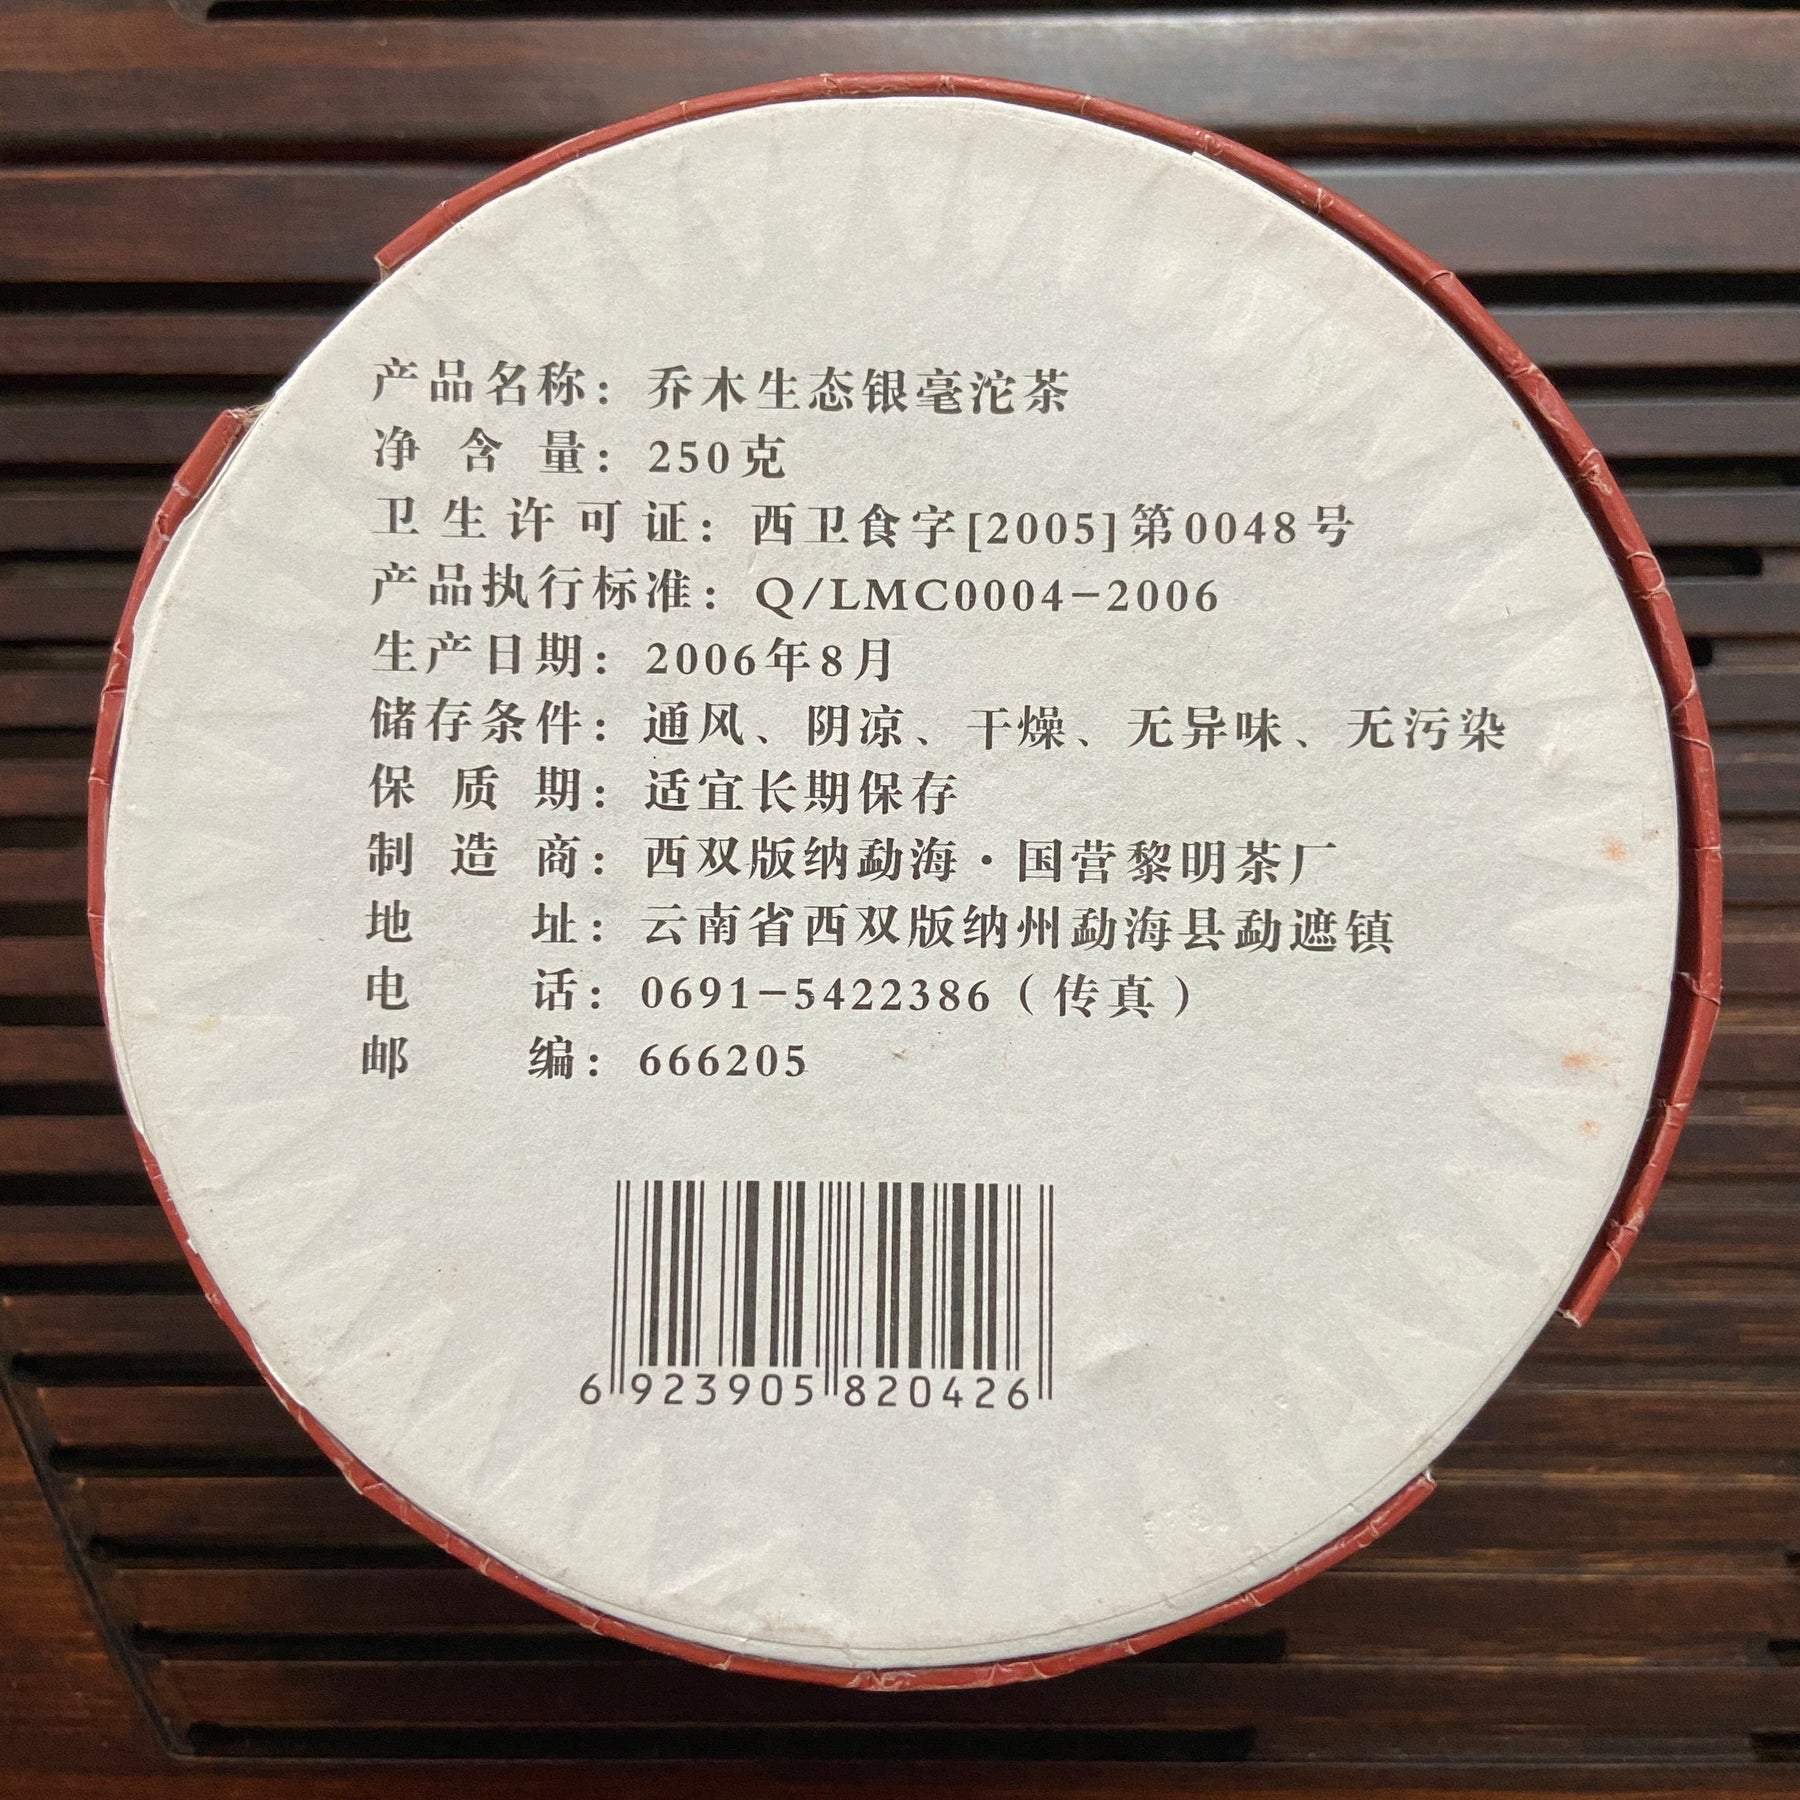 产品名称：乔木生态银毫沱茶
净含量：250克
卫生许可证：西卫食字[2005]第0048号
产品执行标准：Q/LMC0004-2006
生产日期：2006年8月
储存条件：通风、阴凉、干燥、无异味、无污染
保质期：适宜长期保存
制造商：西双版纳勐海·国营黎明茶厂
地址：云南省西双版纳州勐海县勐遮镇
电话：0691-5422386（传真）
邮编：666205
6 923905 820426